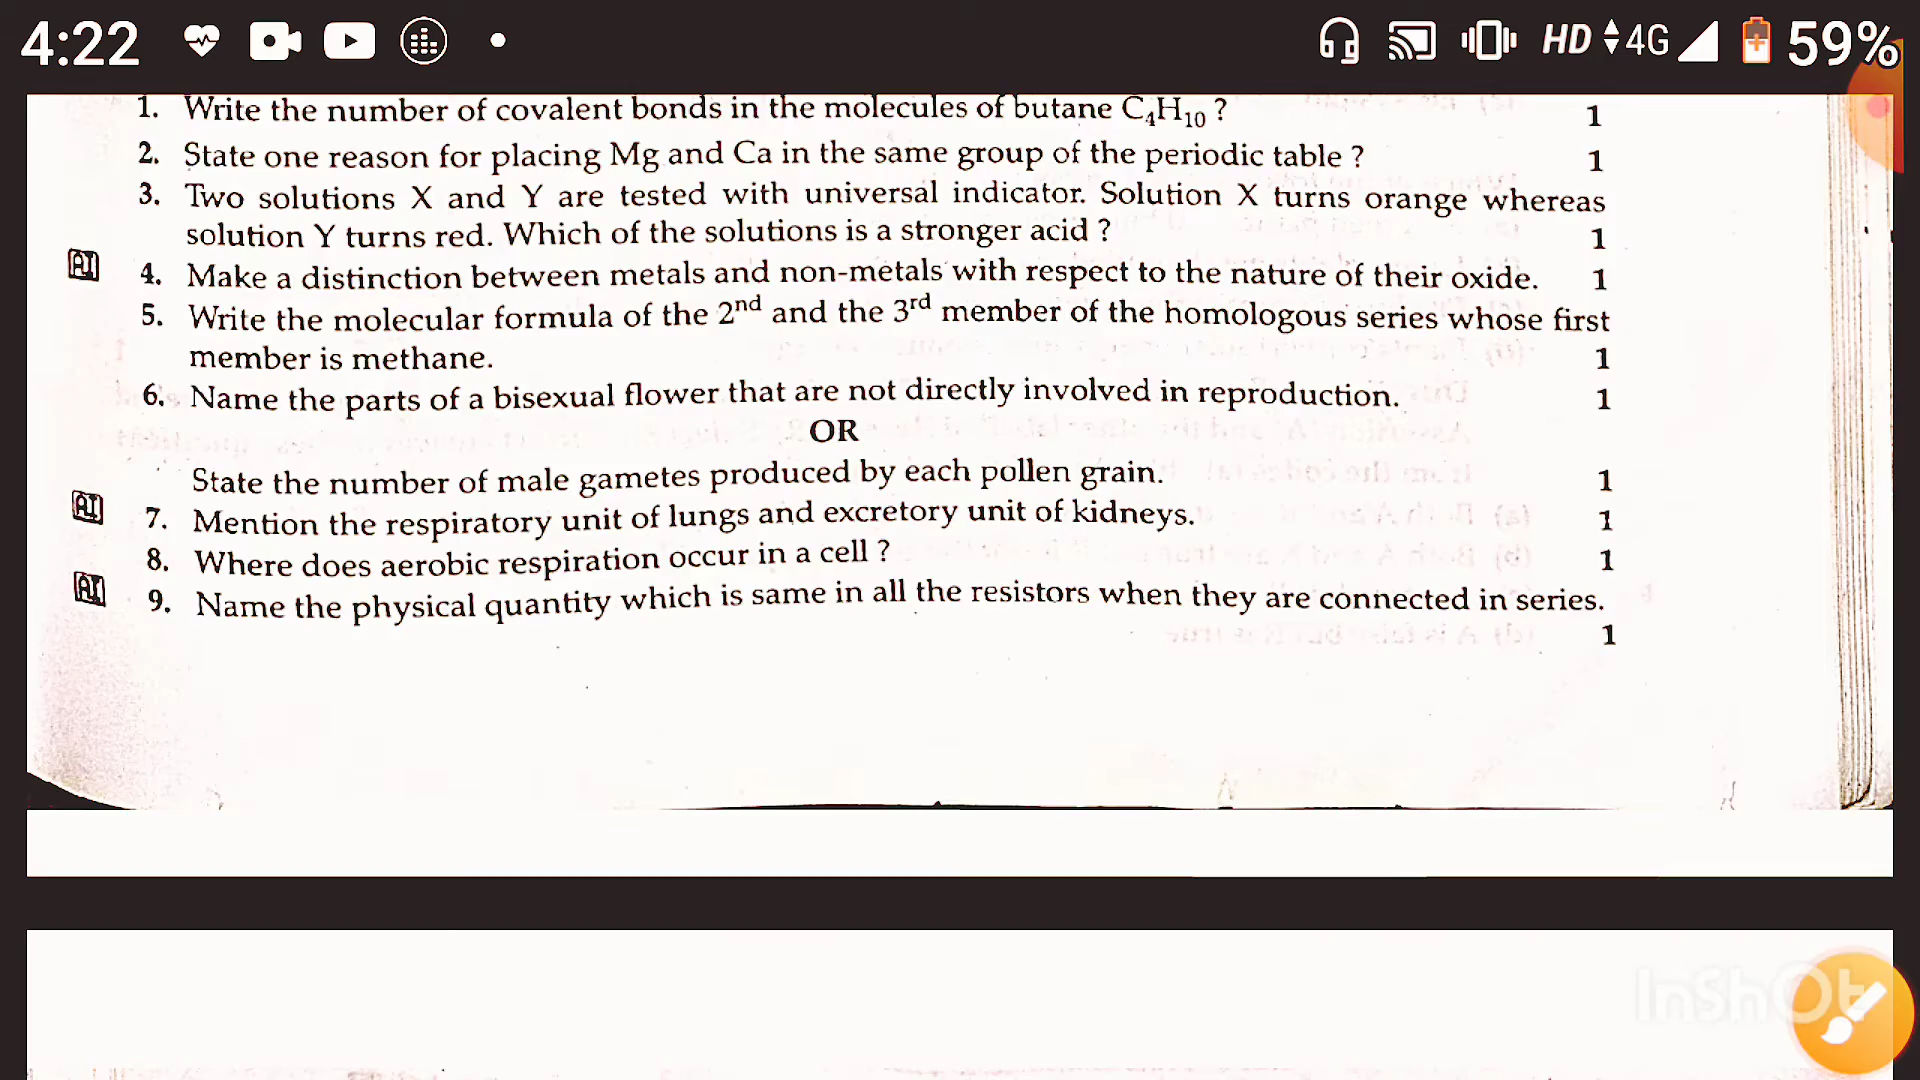 4:22 HD 4G 59%
1. Write the number of covalent bonds in the molecules of butane C₄H₁₀ ? 1
2. State one reason for placing Mg and Ca in the same group of the periodic table ? 1
3. Two solutions X and Y are tested with universal indicator. Solution X turns orange whereas
solution Y turns red. Which of the solutions is a stronger acid ? 1
AI 4. Make a distinction between metals and non-metals with respect to the nature of their oxide. 1
5. Write the molecular formula of the 2nd and the 3rd member of the homologous series whose first
member is methane. 1
6. Name the parts of a bisexual flower that are not directly involved in reproduction. 1
OR
State the number of male gametes produced by each pollen grain. 1
AI 7. Mention the respiratory unit of lungs and excretory unit of kidneys. 1
8. Where does aerobic respiration occur in a cell ? 1
AI 9. Name the physical quantity which is same in all the resistors when they are connected in series.
1
InShOt